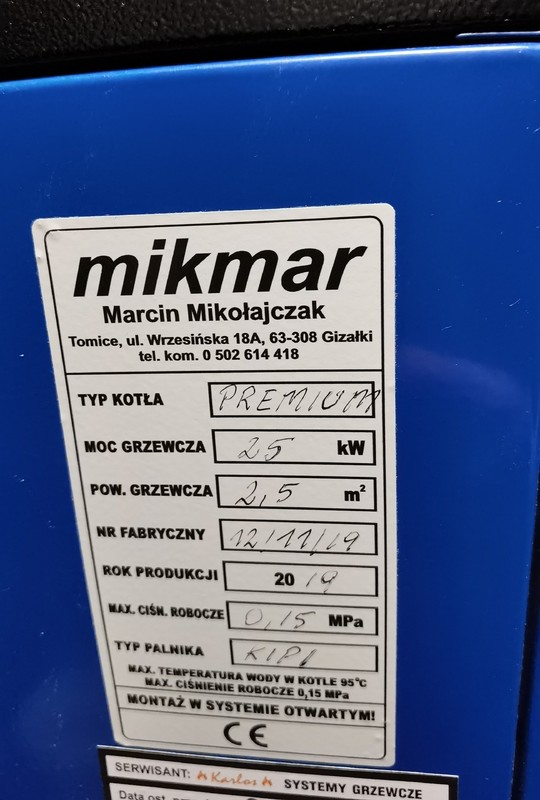 mikmar
Marcin Mikołajczak
Tomice, ul. Wrzesińska 18A, 63-308 Gizałki
tel. kom. 0 502 614 418
TYP KOTŁA PREMIUM
MOC GRZEWCZA 25 kW
POW. GRZEWCZA 2,5 m²
NR FABRYCZNY 12/11/19
ROK PRODUKCJI 2019
MAX. CIŚN. ROBOCZE 0,15 MPa
TYP PALNIKA KIPI
MAX. TEMPERATURA WODY W KOTLE 95°C
MAX. CIŚNIENIE ROBOCZE 0,15 MPa
MONTAŻ W SYSTEMIE OTWARTYM!
CE
SERWISANT: Karlos SYSTEMY GRZEWCZE
Data ost.